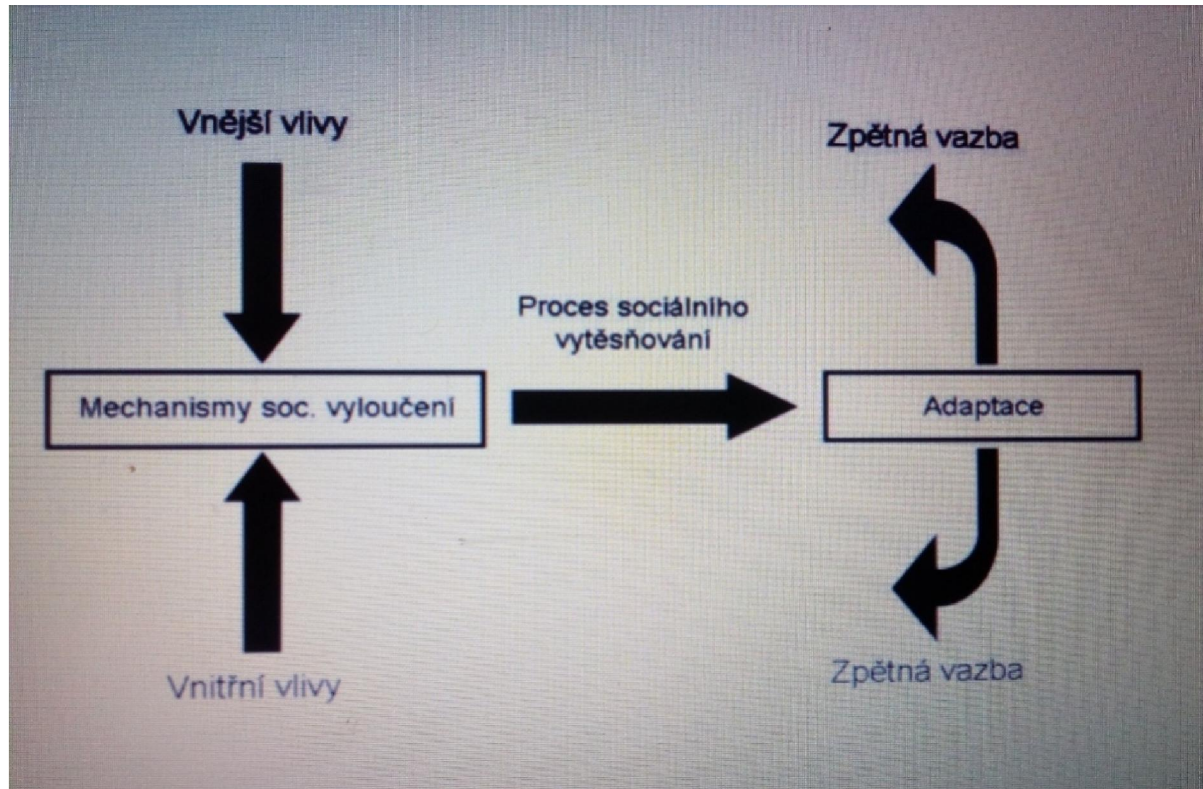 Vnější vlivy
Zpětná vazba
Proces sociálního
vytěsňování
Mechanismy soc. vyloučení
Adaptace
Vnitřní vlivy
Zpětná vazba